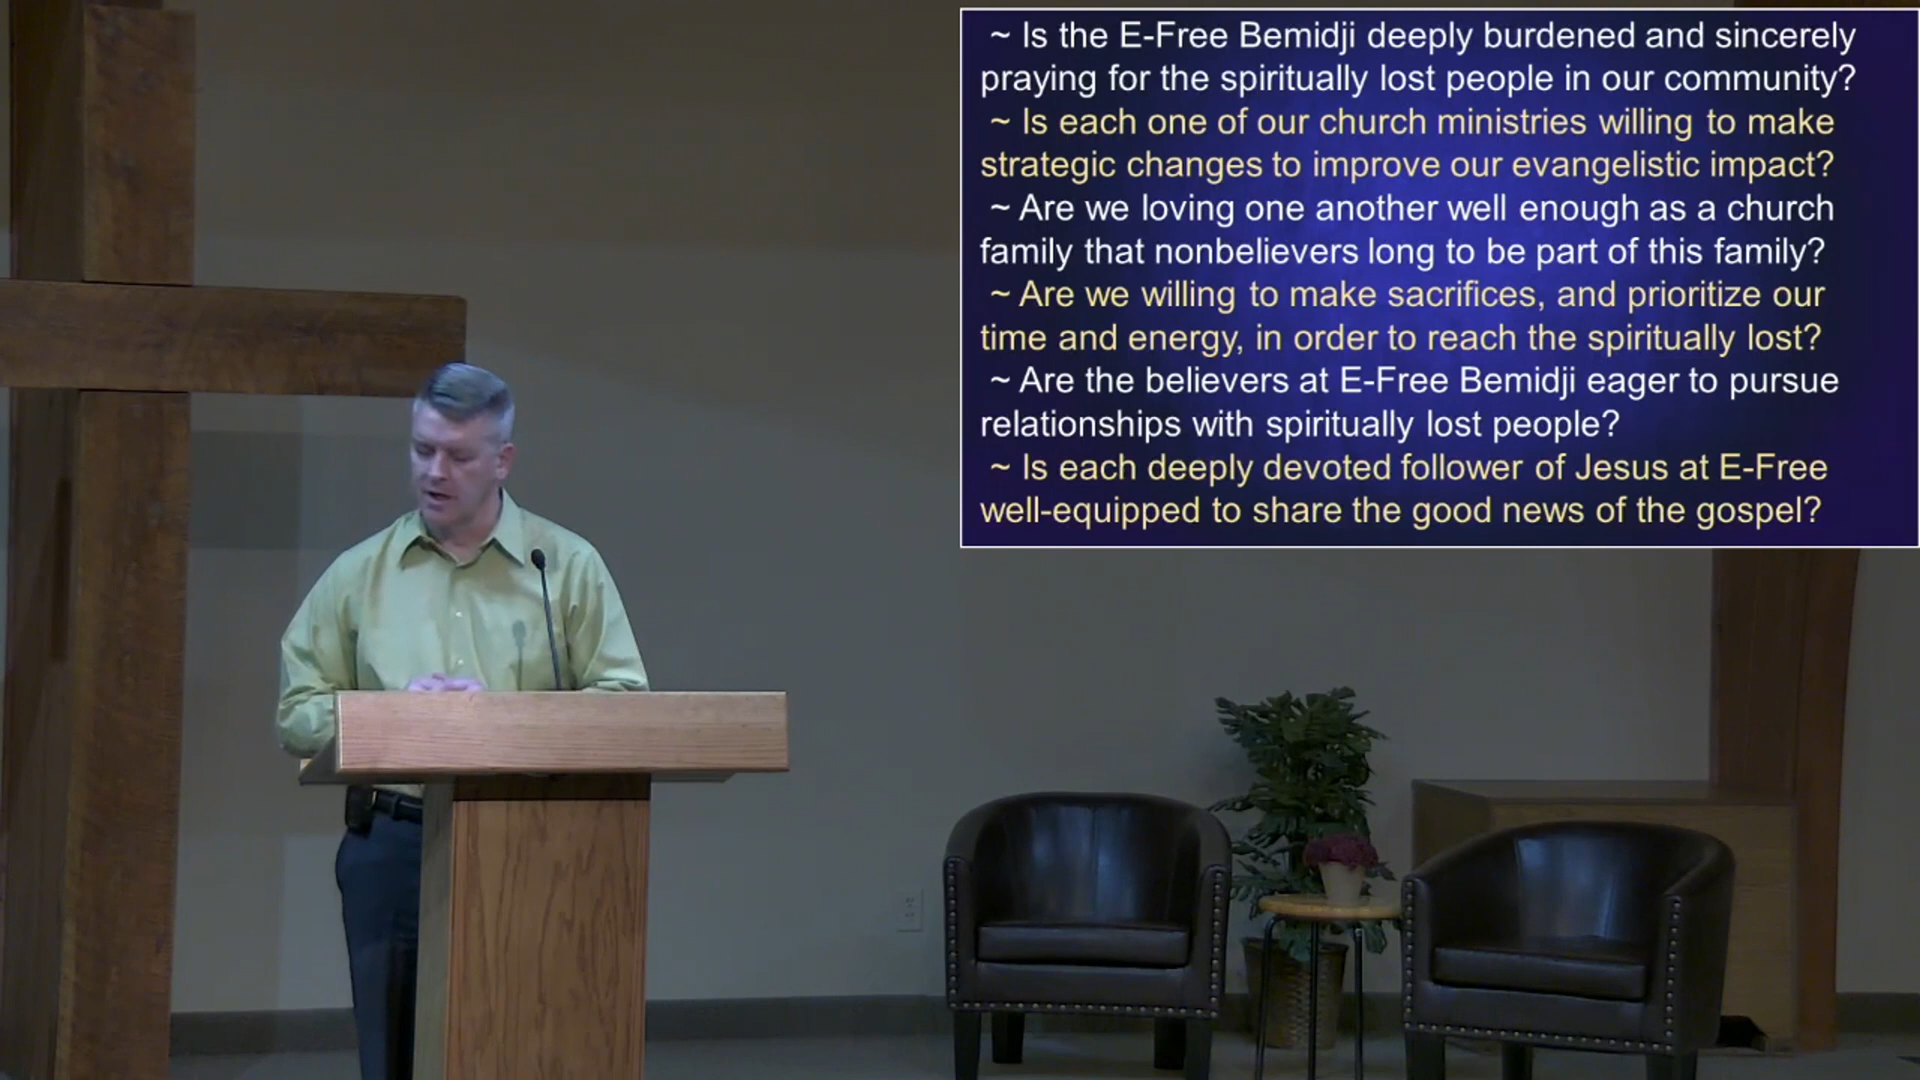 ~ Is the E-Free Bemidji deeply burdened and sincerely
praying for the spiritually lost people in our community?
~ Is each one of our church ministries willing to make
strategic changes to improve our evangelistic impact?
~ Are we loving one another well enough as a church
family that nonbelievers long to be part of this family?
~ Are we willing to make sacrifices, and prioritize our
time and energy, in order to reach the spiritually lost?
~ Are the believers at E-Free Bemidji eager to pursue
relationships with spiritually lost people?
~ Is each deeply devoted follower of Jesus at E-Free
well-equipped to share the good news of the gospel?